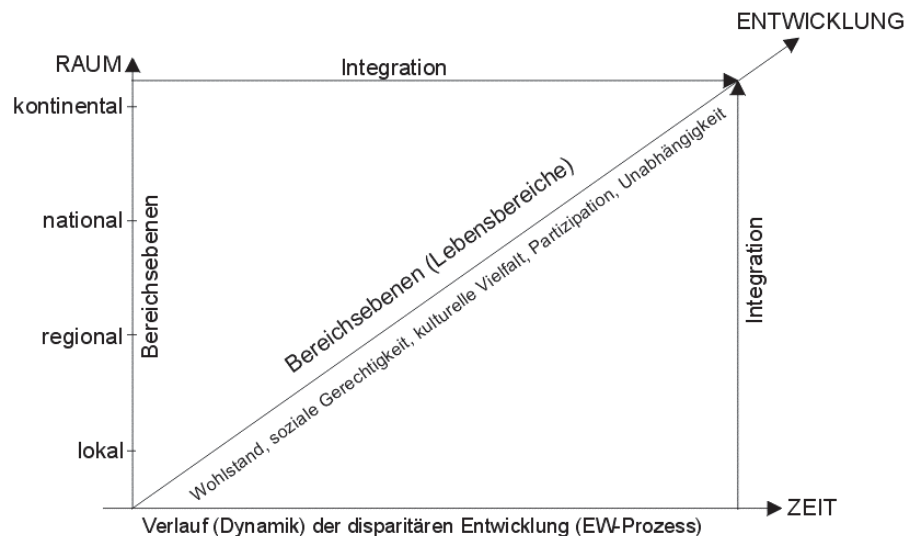 ENTWICKLUNG
RAUM
Integration
kontinental
national
regional
lokal
Bereichsebenen
Bereichsebenen (Lebensbereiche)
Wohlstand, soziale Gerechtigkeit, kulturelle Vielfalt, Partizipation, Unabhängigkeit
Integration
ZEIT
Verlauf (Dynamik) der disparitären Entwicklung (EW-Prozess)